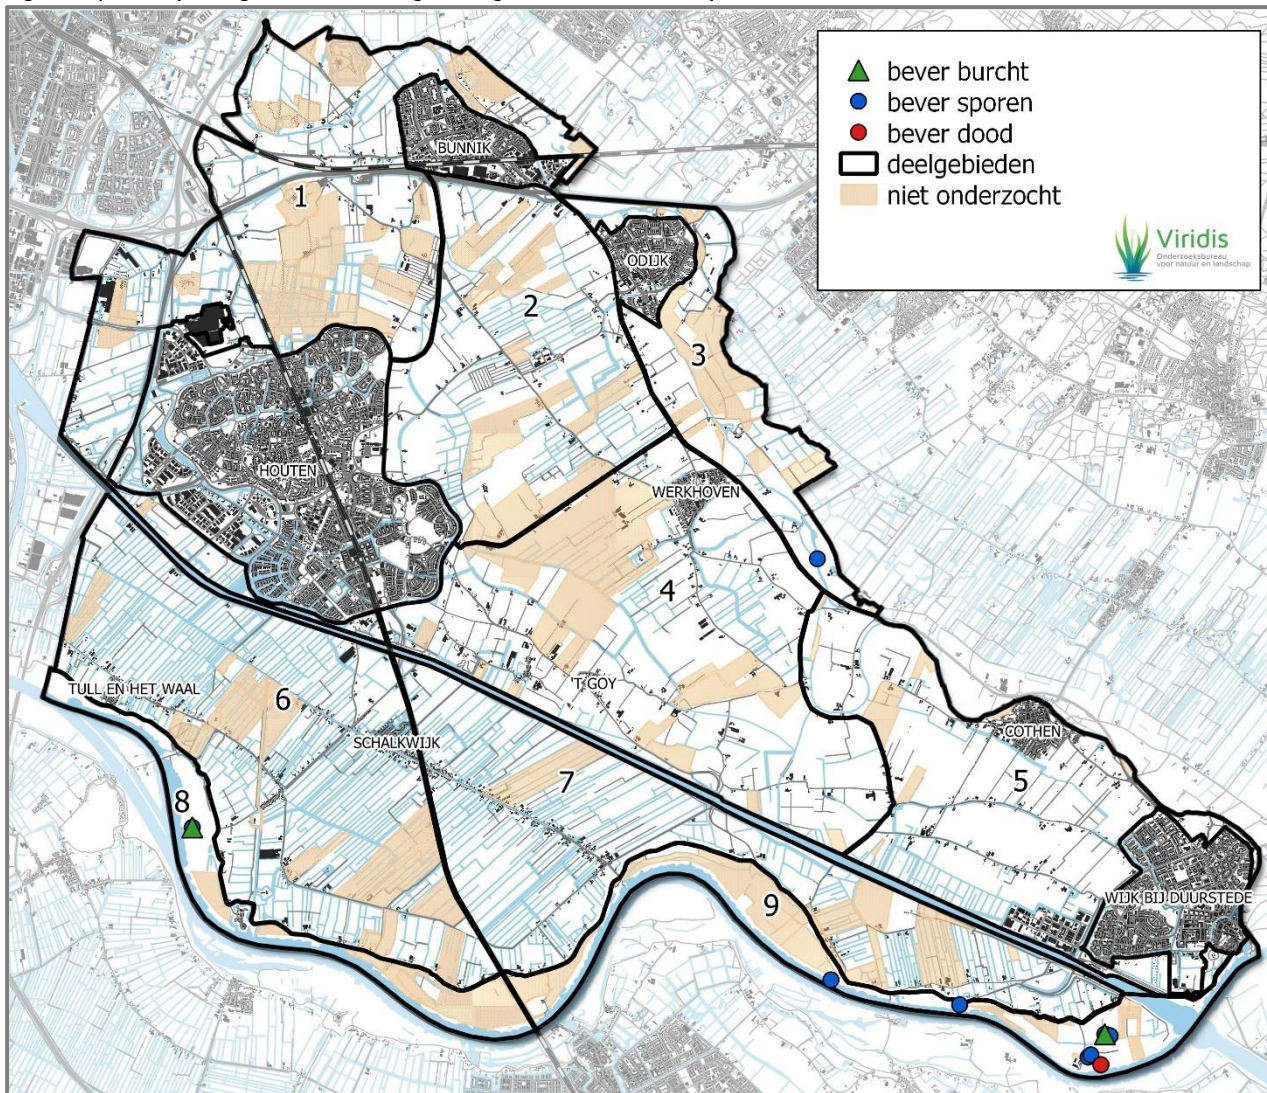 bever burcht
bever sporen
bever dood
deelgebieden
niet onderzocht
Viridis
Onderzoeksbureau
voor natuur en landschap
BUNNIK
1
ODIJK
2
3
HOUTEN
WERKHOVEN
4
TULL EN HET WAAL
6
'T GOY
SCHALKWIJK
COTHEN
7
5
8
9
WIJK BIJ DUURSTEDE